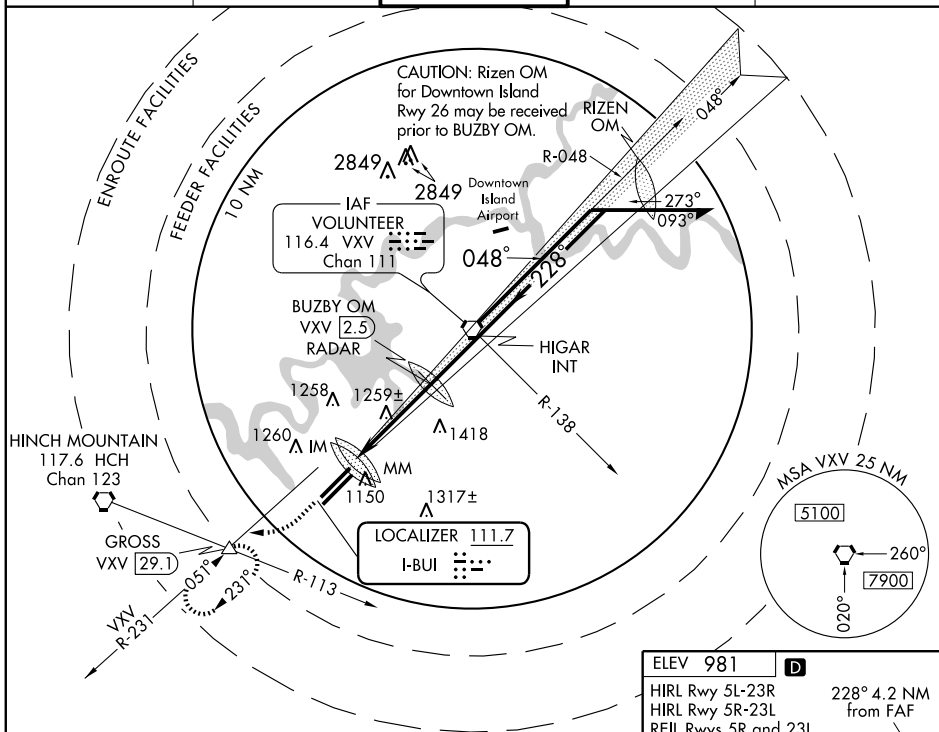 ENROUTE FACILITIES
FEEDER FACILITIES
10 NM
CAUTION: Rizen OM
for Downtown Island
Rwy 26 may be received
prior to BUZBY OM.
RIZEN
OM
048°
R-048
2849
2849
Downtown
Island
Airport
273°
093°
IAF
VOLUNTEER
116.4 VXV
Chan 111
048°
228°
BUZBY OM
VXV 2.5
RADAR
HIGAR
INT
R-138
1258
1259±
1418
1260
IM
MM
1150
1317±
HINCH MOUNTAIN
117.6 HCH
Chan 123
GROSS
VXV 29.1
051°
231°
R-113
VXV
R-231
LOCALIZER 111.7
I-BUI
MSA VXV 25 NM
5100
260°
7900
020°
ELEV 981
D
HIRL Rwy 5L-23R
HIRL Rwy 5R-23L
REIL Rwys 5R and 23L
228° 4.2 NM
from FAF